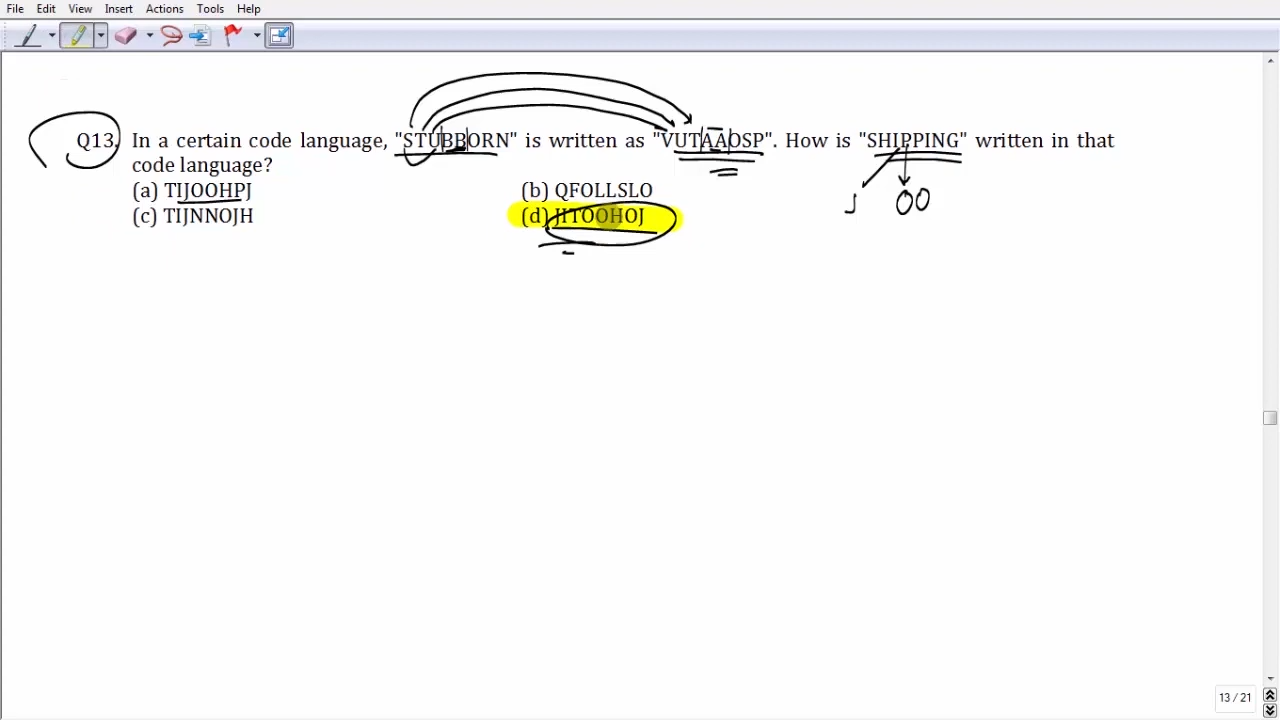 File Edit View Insert Actions Tools Help
Q13. In a certain code language, "STUBBORN" is written as "VUTAAOSP". How is "SHIPPING" written in that
code language?
(a) TIJOOHPJ (b) QFOLLSLO
(c) TIJNNOJH (d) JITOOHOJ
J OO
13 / 21